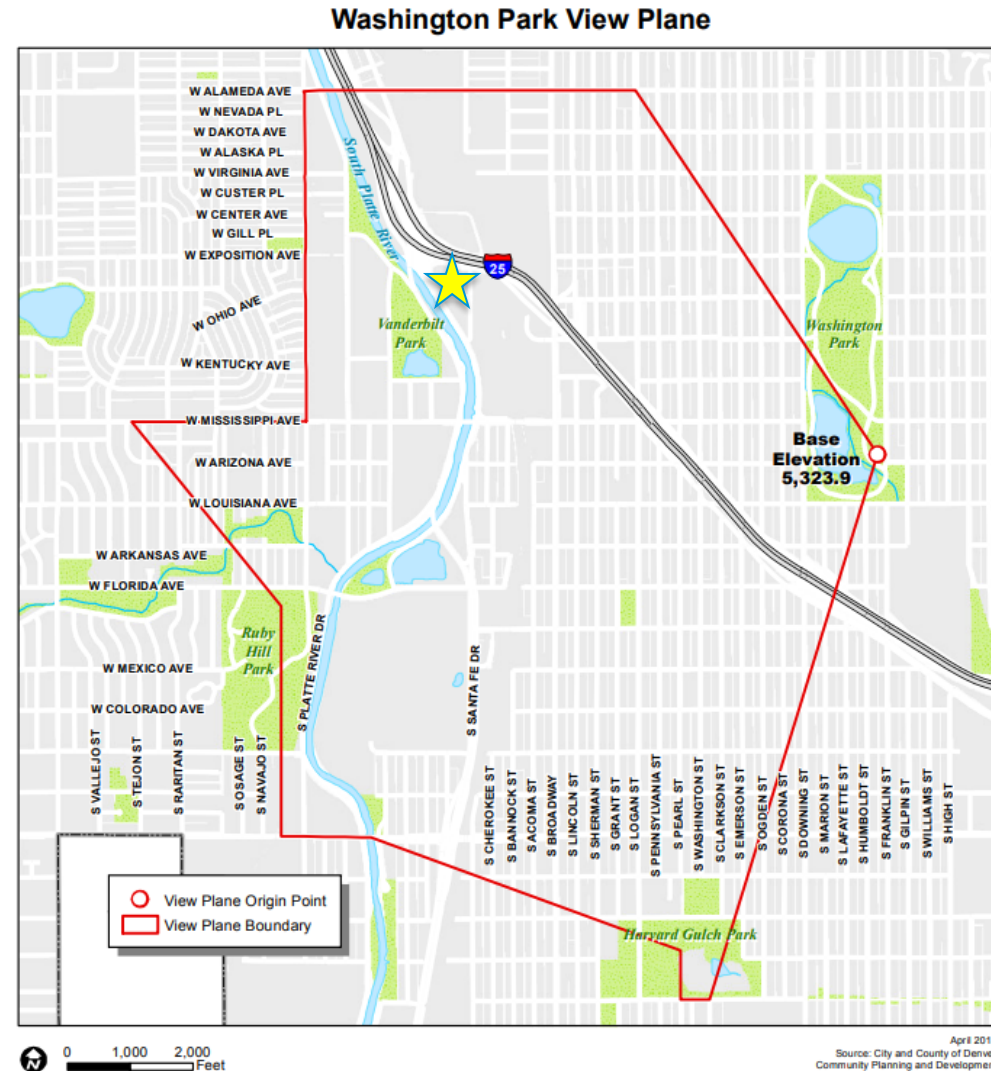 Washington Park View Plane
W ALAMEDA AVE
W NEVADA PL
W DAKOTA AVE
W ALASKA PL
W VIRGINIA AVE
W CUSTER PL
W CENTER AVE
W GILL PL
W EXPOSITION AVE
W OHIO AVE
W KENTUCKY AVE
W MISSISSIPPI AVE
W ARIZONA AVE
W LOUISIANA AVE
W ARKANSAS AVE
W FLORIDA AVE
W MEXICO AVE
W COLORADO AVE
South Platte River
25
Vanderbilt
Park
Washington
Park
Base
Elevation
5,323.9
Ruby
Hill
Park
S PLATTE RIVER DR
S SANTA FE DR
S VALLEJO ST
S TEJON ST
S RARITAN ST
S OSAGE ST
S NAVAJO ST
S CHEROKEE ST
S BANNOCK ST
S ACOMA ST
S BROADWAY
S LINCOLN ST
S SHERMAN ST
S GRANT ST
S LOGAN ST
S PENNSYLVANIA ST
S PEARL ST
S WASHINGTON ST
S CLARKSON ST
S EMERSON ST
S OGDEN ST
S CORONA ST
S DOWNING ST
S MARION ST
S LAFAYETTE ST
S HUMBOLDT ST
S FRANKLIN ST
S GILPIN ST
S WILLIAMS ST
S HIGH ST
Harvard Gulch Park
View Plane Origin Point
View Plane Boundary
N
0 1,000 2,000
Feet
April 201
Source: City and County of Denve
Community Planning and Developmen